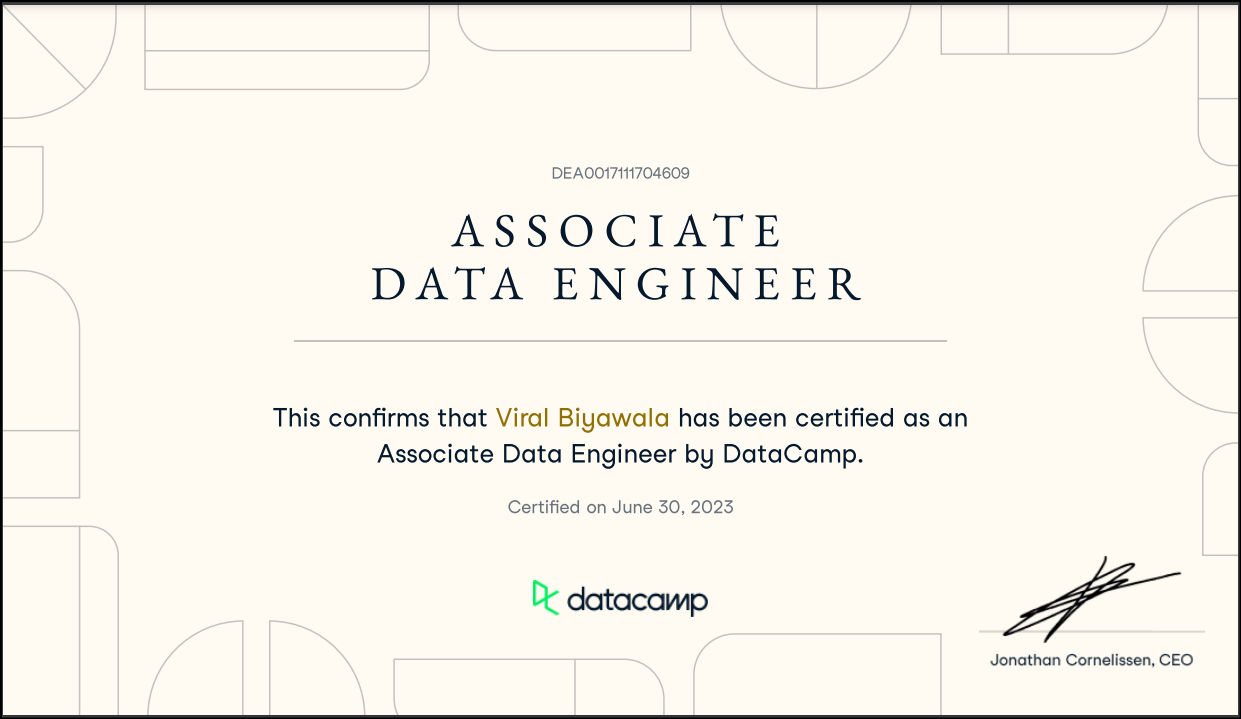 DEA0017111704609
ASSOCIATE
DATA ENGINEER
This confirms that Viral Biyawala has been certified as an
Associate Data Engineer by DataCamp.
Certified on June 30, 2023
datacamp
Jonathan Cornelissen, CEO